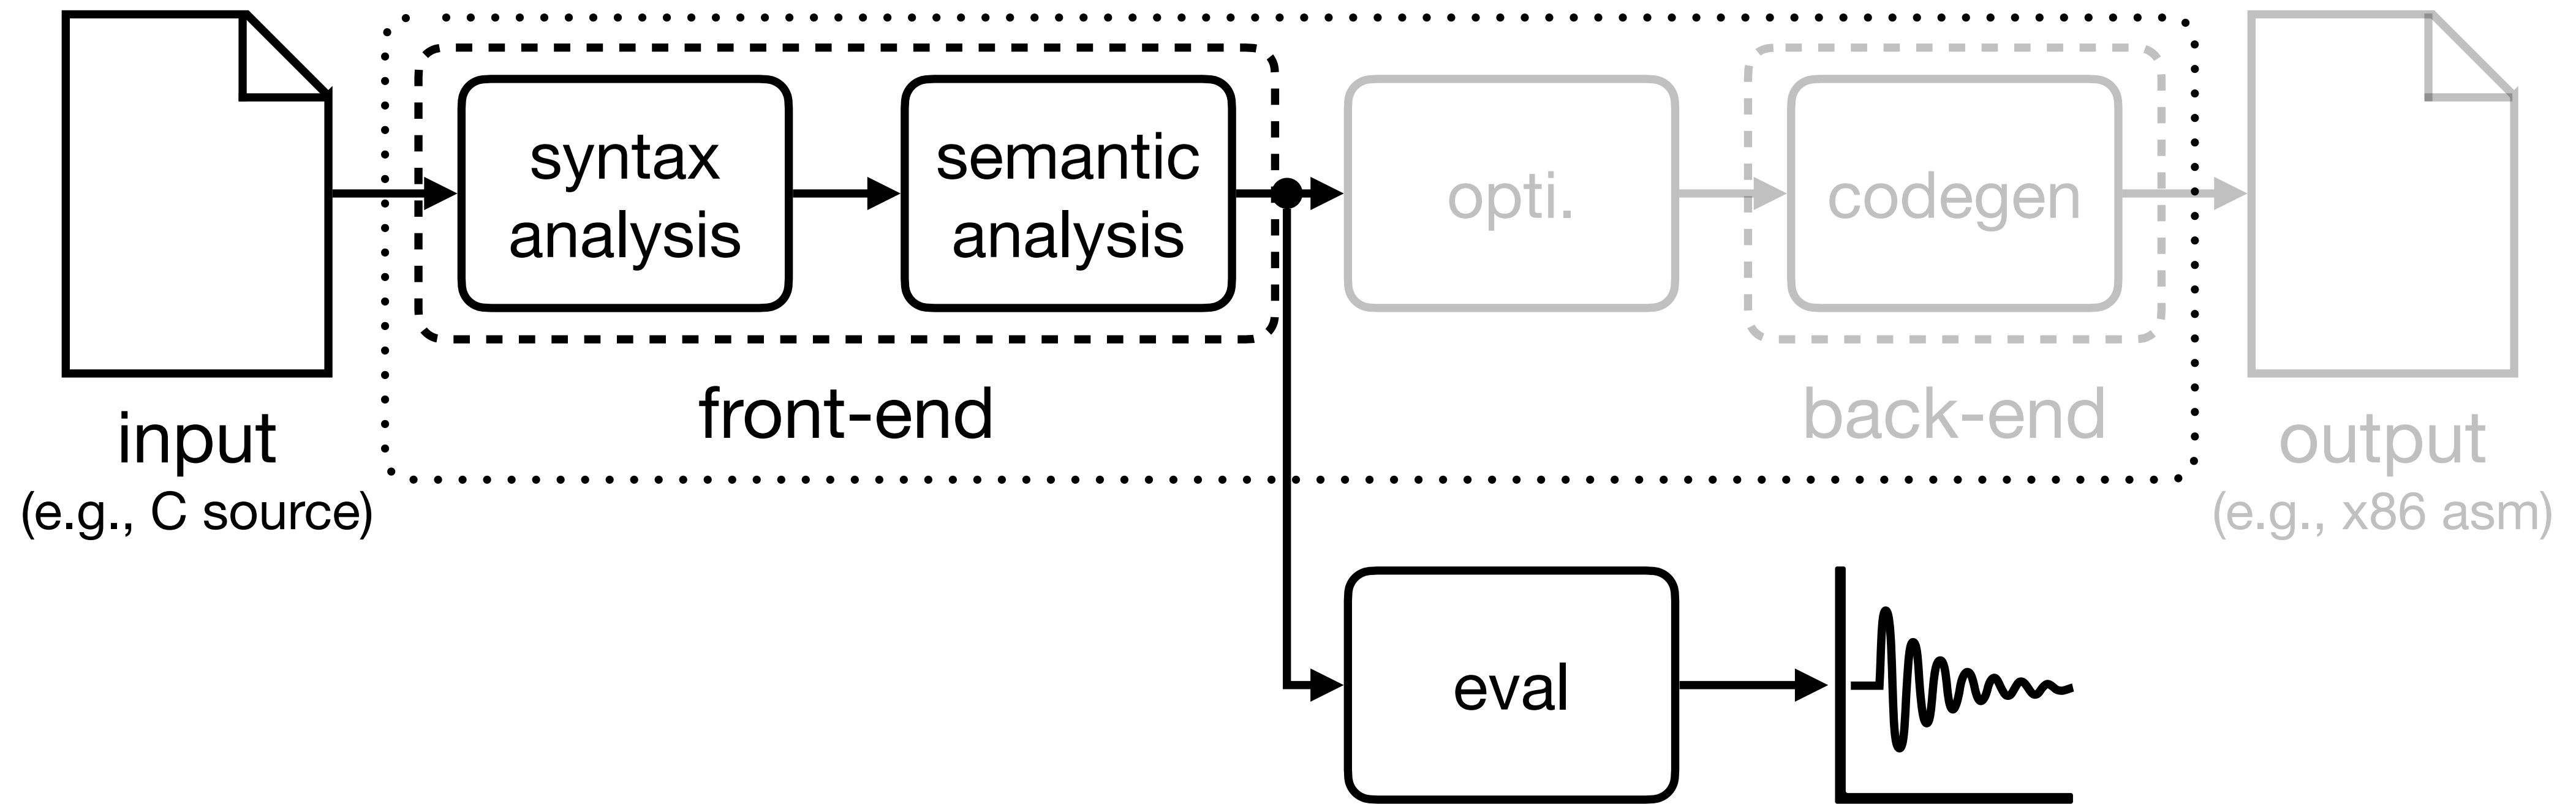 syntax
analysis
semantic
analysis
opti.
codegen
front-end
back-end
input
(e.g., C source)
output
(e.g., x86 asm)
eval